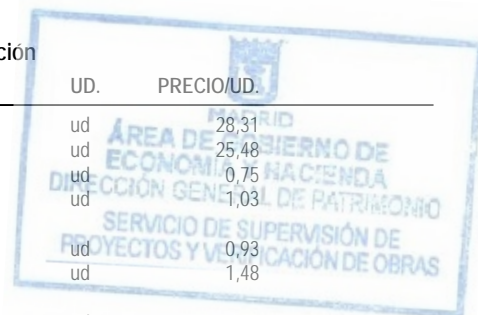 ción
UD. PRECIO/UD.
MADRID
ud 28,31
ÁREA DE GOBIERNO DE
ud 25,48
ECONOMÍA Y HACIENDA
ud 0,75
DIRECCIÓN GENERAL DE PATRIMONIO
ud 1,03
SERVICIO DE SUPERVISIÓN DE
ud 0,93
PROYECTOS Y VERIFICACIÓN DE OBRAS
ud 1,48